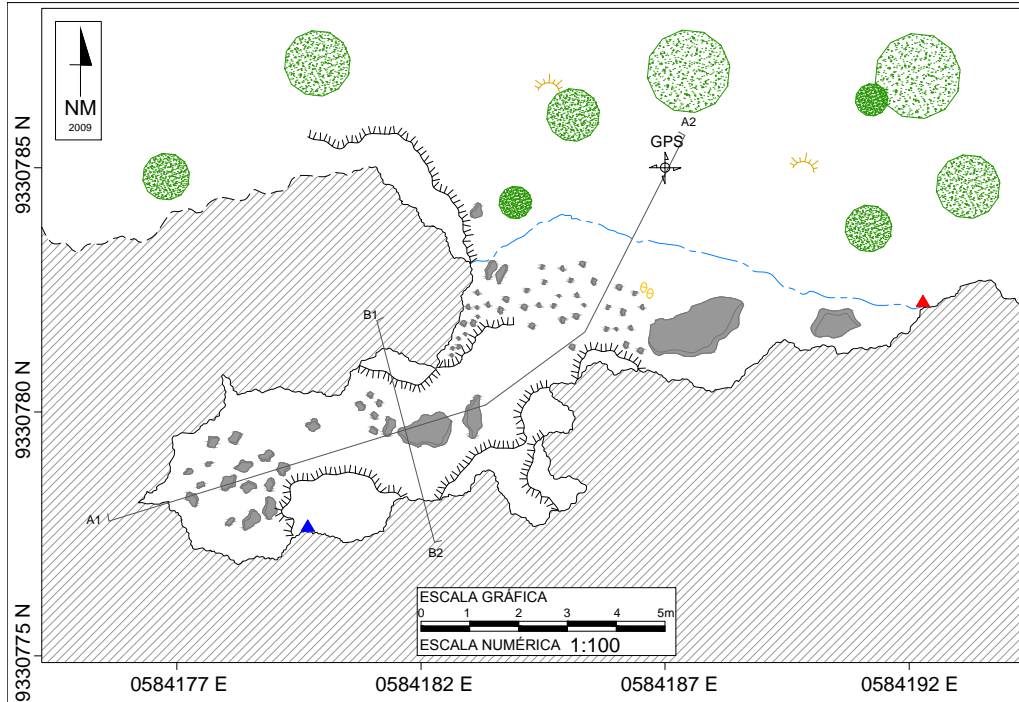 NM
2009
A2
GPS
9330785 N
B1
9330780 N
A1
B2
ESCALA GRÁFICA
0 1 2 3 4 5m
ESCALA NUMÉRICA 1:100
9330775 N
0584177 E 0584182 E 0584187 E 0584192 E